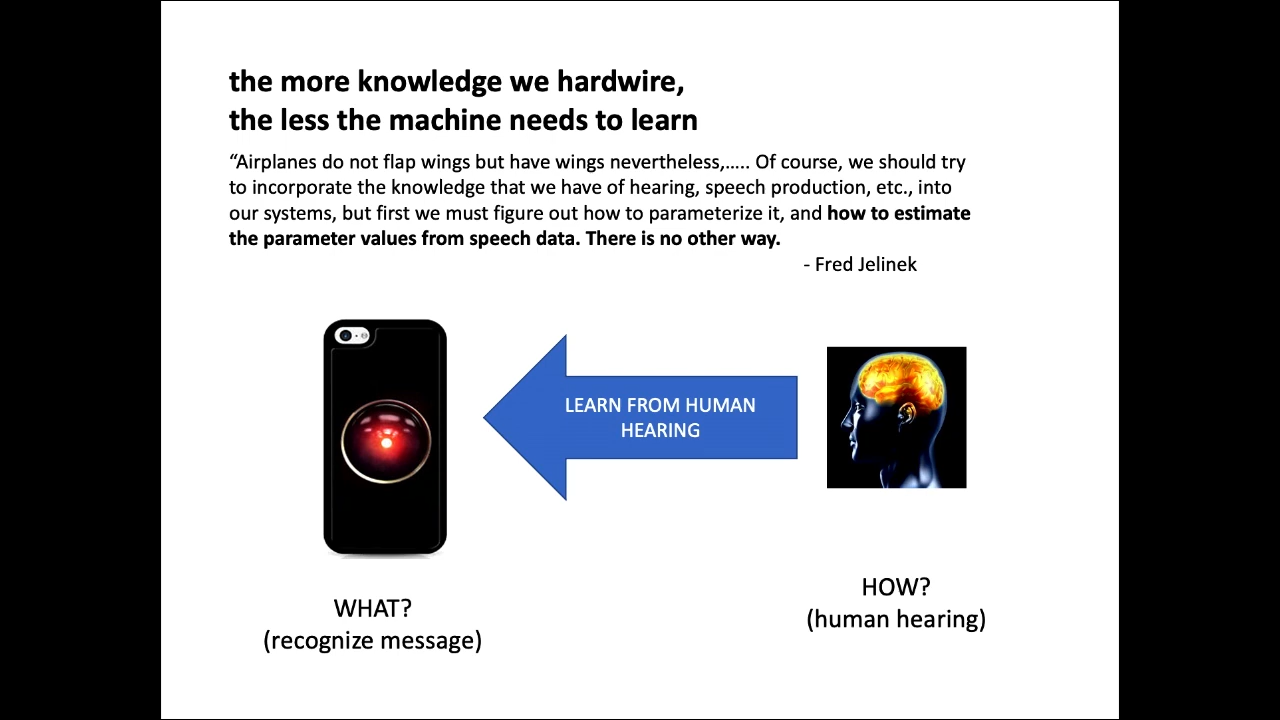 the more knowledge we hardwire,
the less the machine needs to learn
“Airplanes do not flap wings but have wings nevertheless,..... Of course, we should try
to incorporate the knowledge that we have of hearing, speech production, etc., into
our systems, but first we must figure out how to parameterize it, and how to estimate
the parameter values from speech data. There is no other way.
- Fred Jelinek
LEARN FROM HUMAN
HEARING
WHAT?
(recognize message)
HOW?
(human hearing)